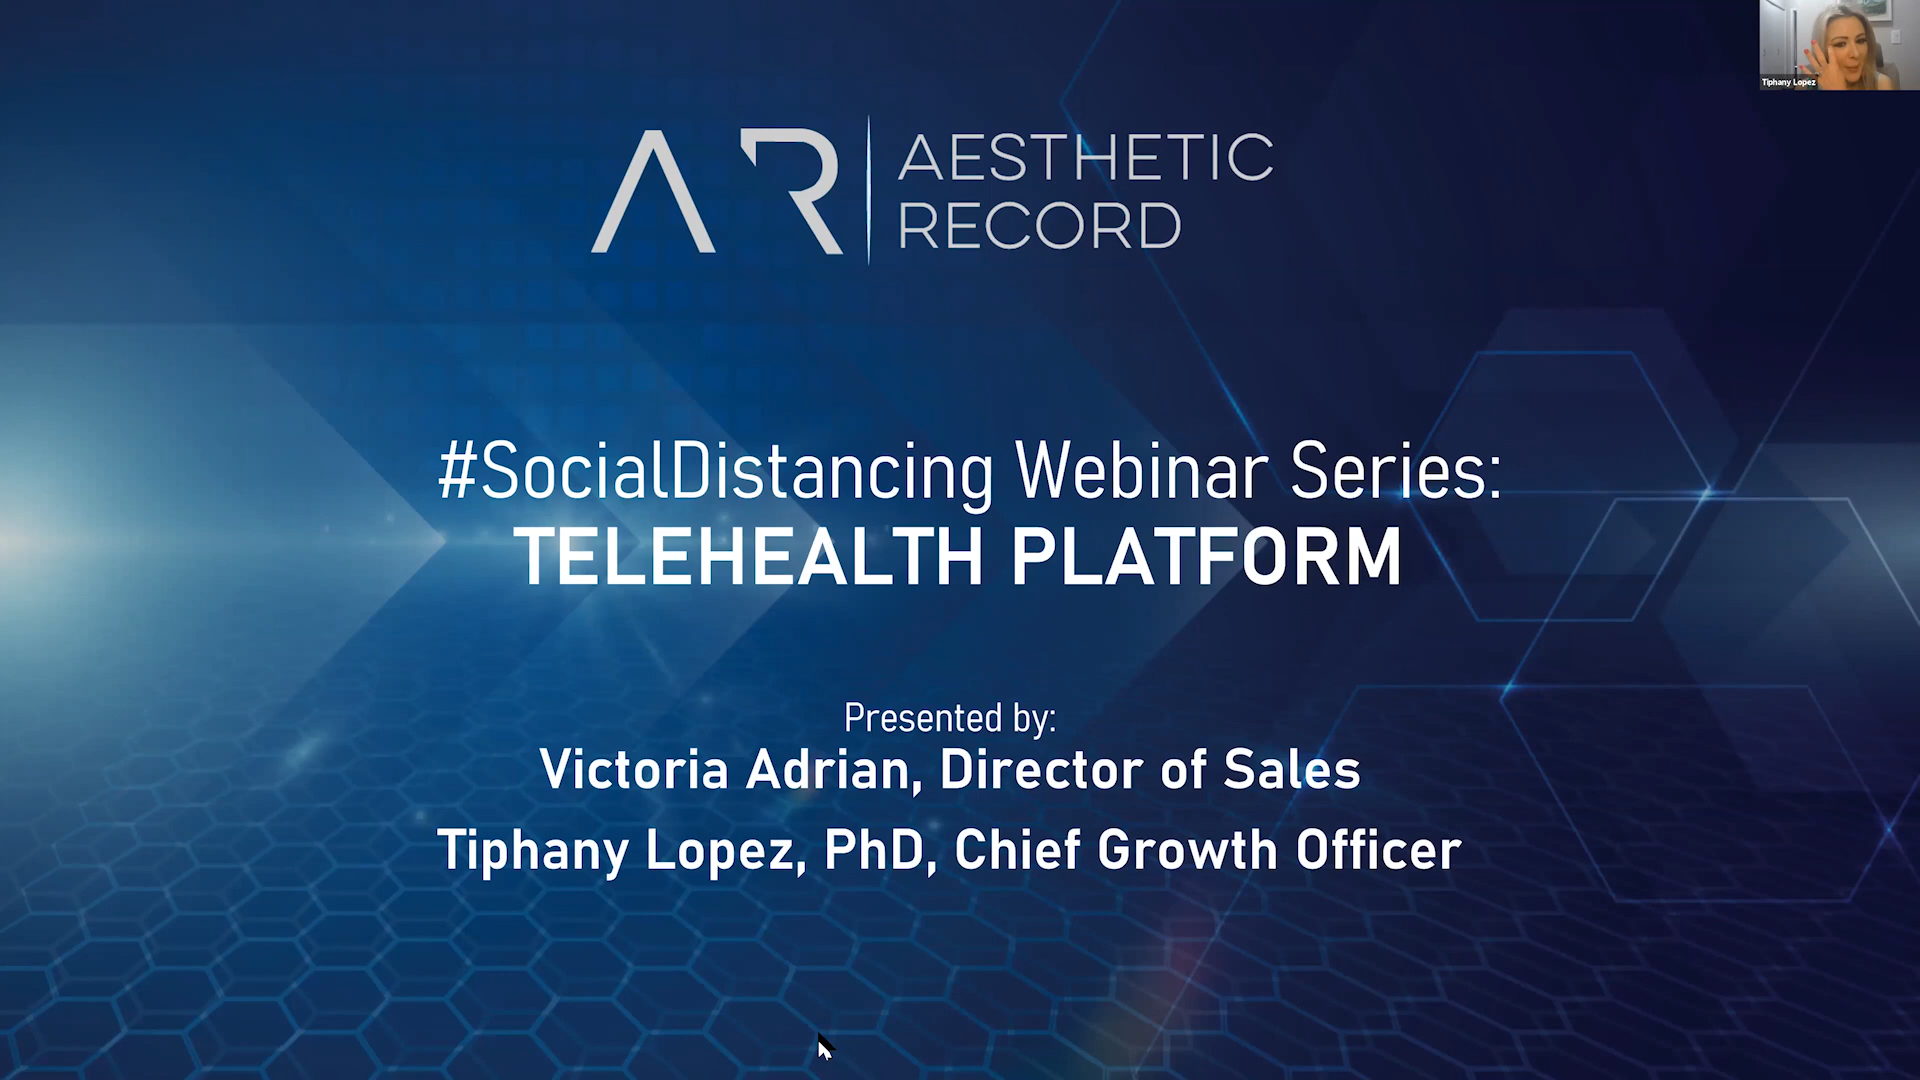 Tiphany Lopez
AR AESTHETIC
RECORD
#SocialDistancing Webinar Series:
TELEHEALTH PLATFORM
Presented by:
Victoria Adrian, Director of Sales
Tiphany Lopez, PhD, Chief Growth Officer